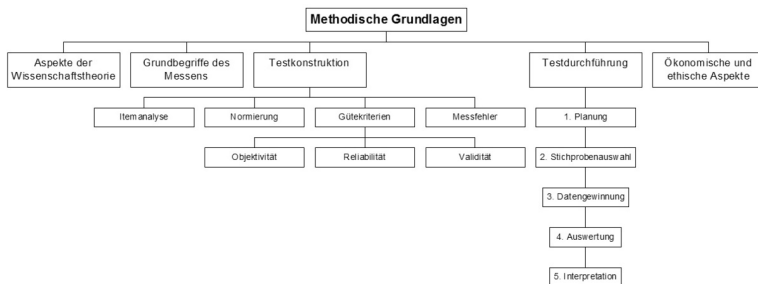 Methodische Grundlagen
Aspekte der
Wissenschaftstheorie
Grundbegriffe des
Messens
Testkonstruktion
Testdurchführung
Ökonomische und
ethische Aspekte
Itemanalyse
Normierung
Gütekriterien
Messfehler
1. Planung
Objektivität
Reliabilität
Validität
2. Stichprobenauswahl
3. Datengewinnung
4. Auswertung
5. Interpretation